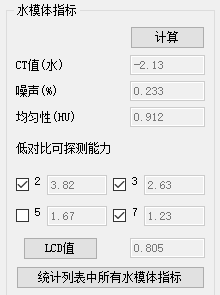 水模体指标
计算
CT值(水) -2.13
噪声(%) 0.233
均匀性(HU) 0.912
低对比可探测能力
2 3.82 3 2.63
5 1.67 7 1.23
LCD值 0.805
统计列表中所有水模体指标